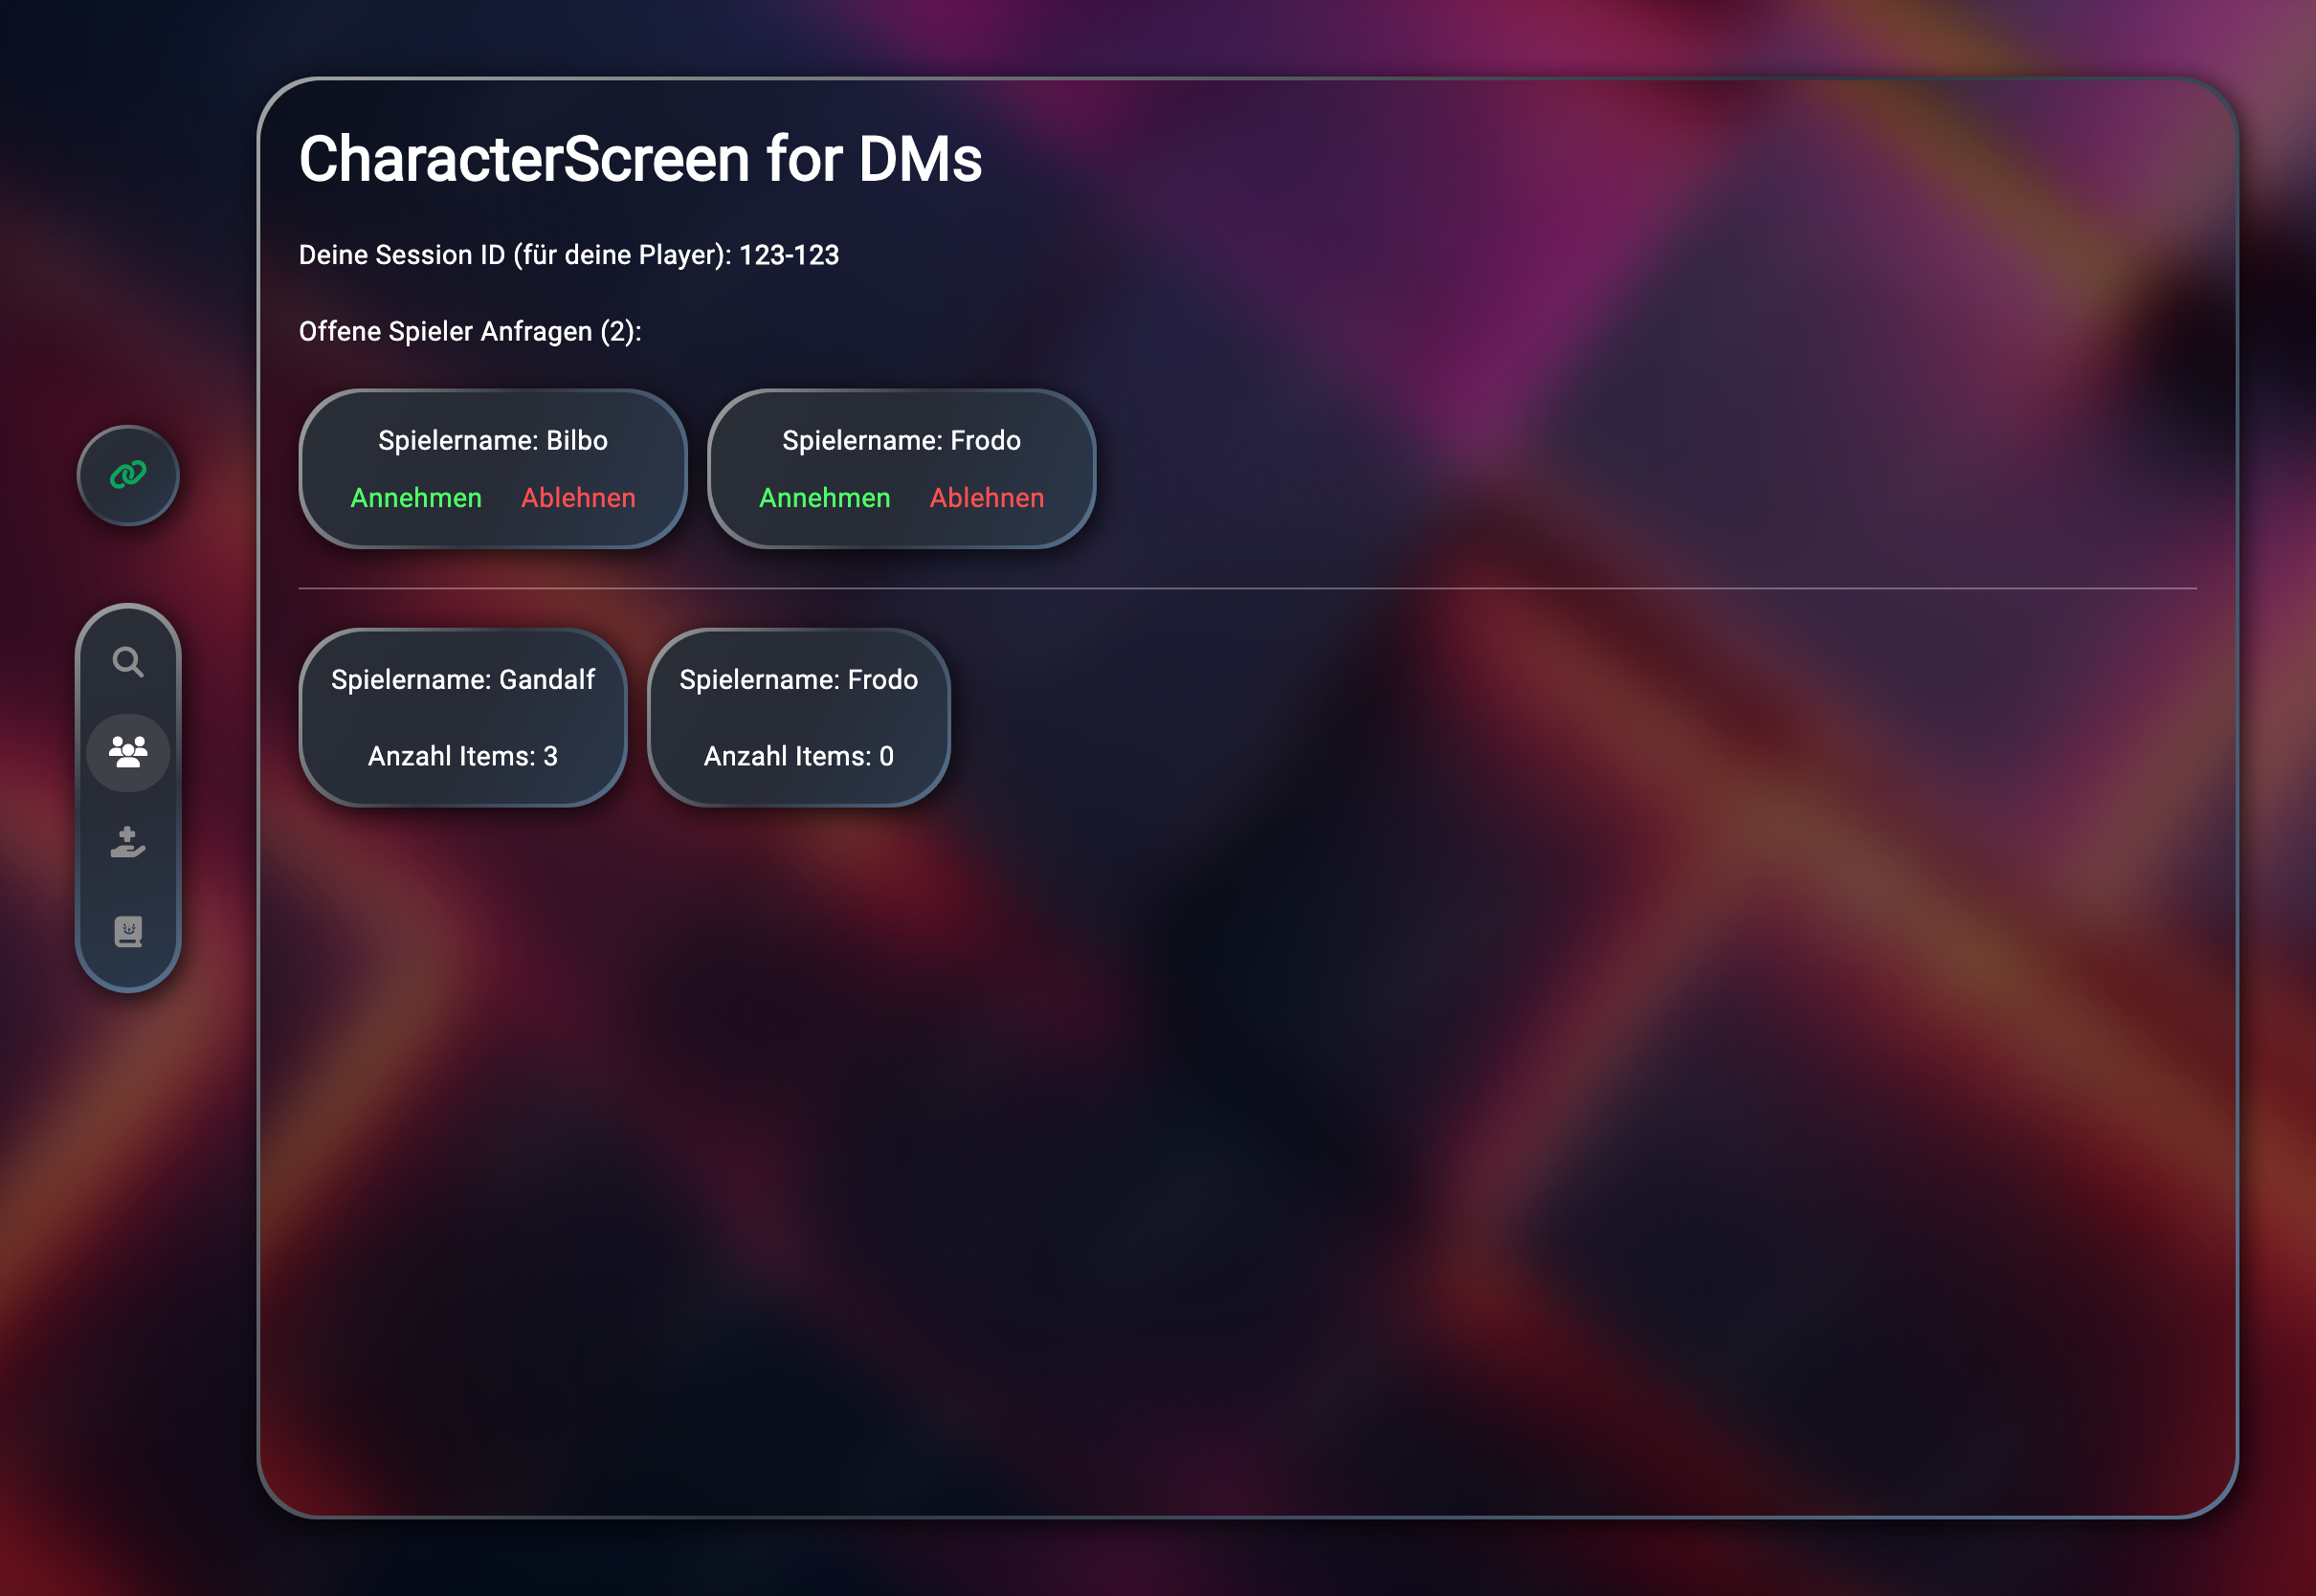 CharacterScreen for DMs
Deine Session ID (für deine Player): 123-123
Offene Spieler Anfragen (2):
Spielername: Bilbo
Annehmen Ablehnen
Spielername: Frodo
Annehmen Ablehnen
Spielername: Gandalf
Anzahl Items: 3
Spielername: Frodo
Anzahl Items: 0